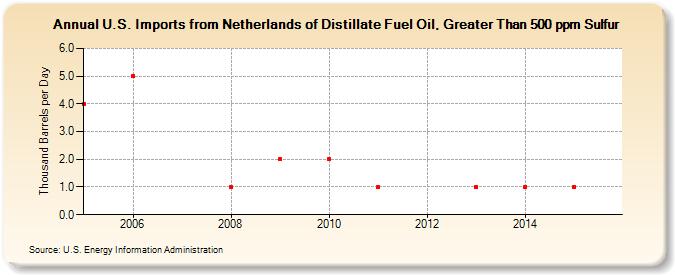 Annual U.S. Imports from Netherlands of Distillate Fuel Oil, Greater Than 500 ppm Sulfur
Thousand Barrels per Day
6.0
5.0
4.0
3.0
2.0
1.0
0.0
2006 2008 2010 2012 2014
Source: U.S. Energy Information Administration